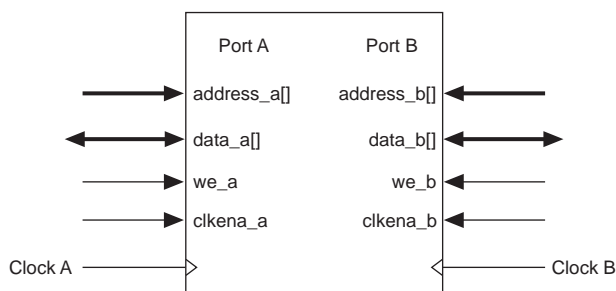 Port A Port B
address_a[] address_b[]
data_a[] data_b[]
we_a we_b
clkena_a clkena_b
Clock A Clock B